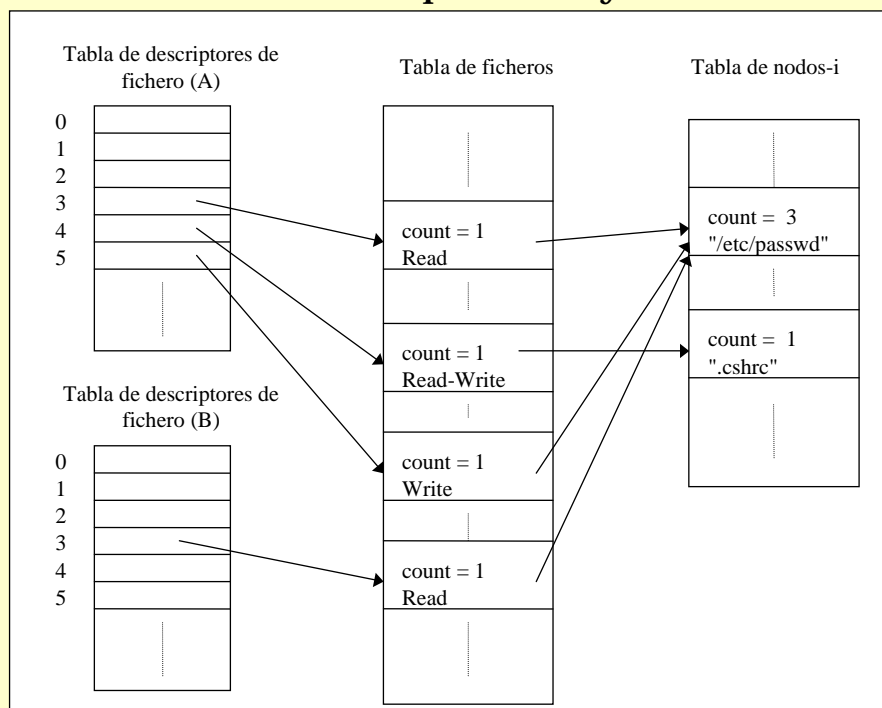 Tabla de descriptores de
fichero (A)
0
1
2
3
4
5
Tabla de descriptores de
fichero (B)
0
1
2
3
4
5
Tabla de ficheros
count = 1
Read
count = 1
Read-Write
count = 1
Write
count = 1
Read
Tabla de nodos-i
count = 3
"/etc/passwd"
count = 1
".cshrc"